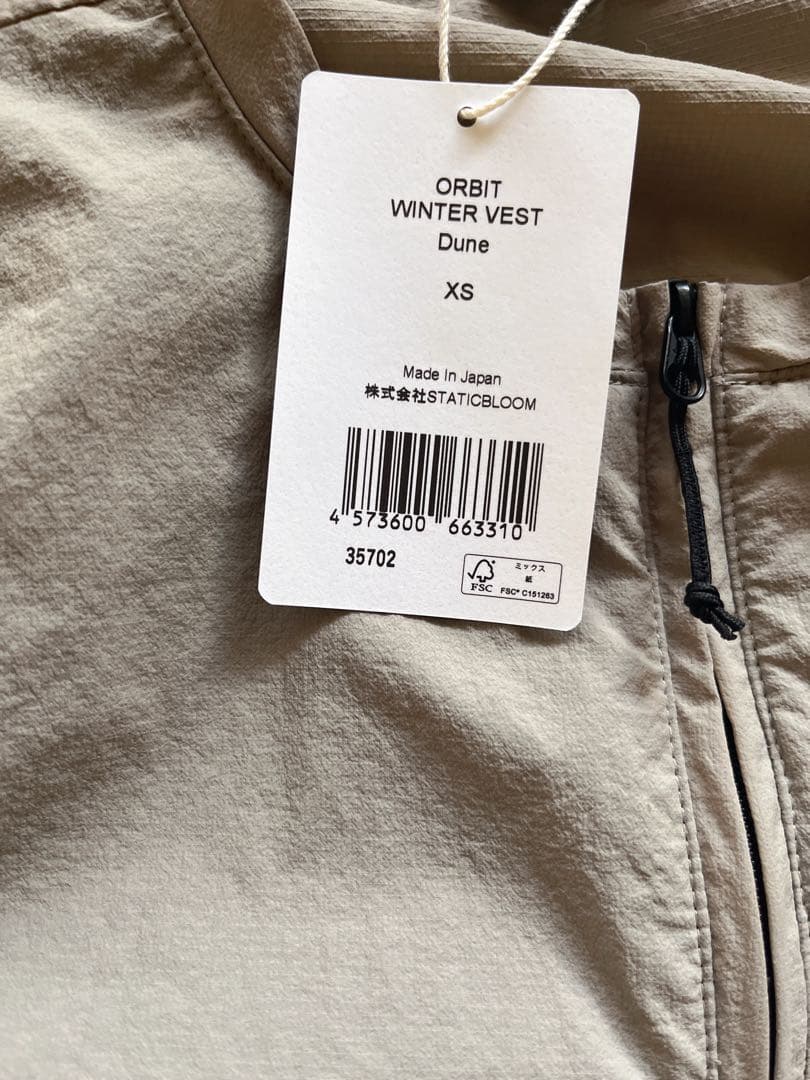 ORBIT
WINTER VEST
Dune
XS
Made In Japan
株式会社STATICBLOOM
4 573600 663310
35702
FSC
ミックス
紙
FSC® C151263